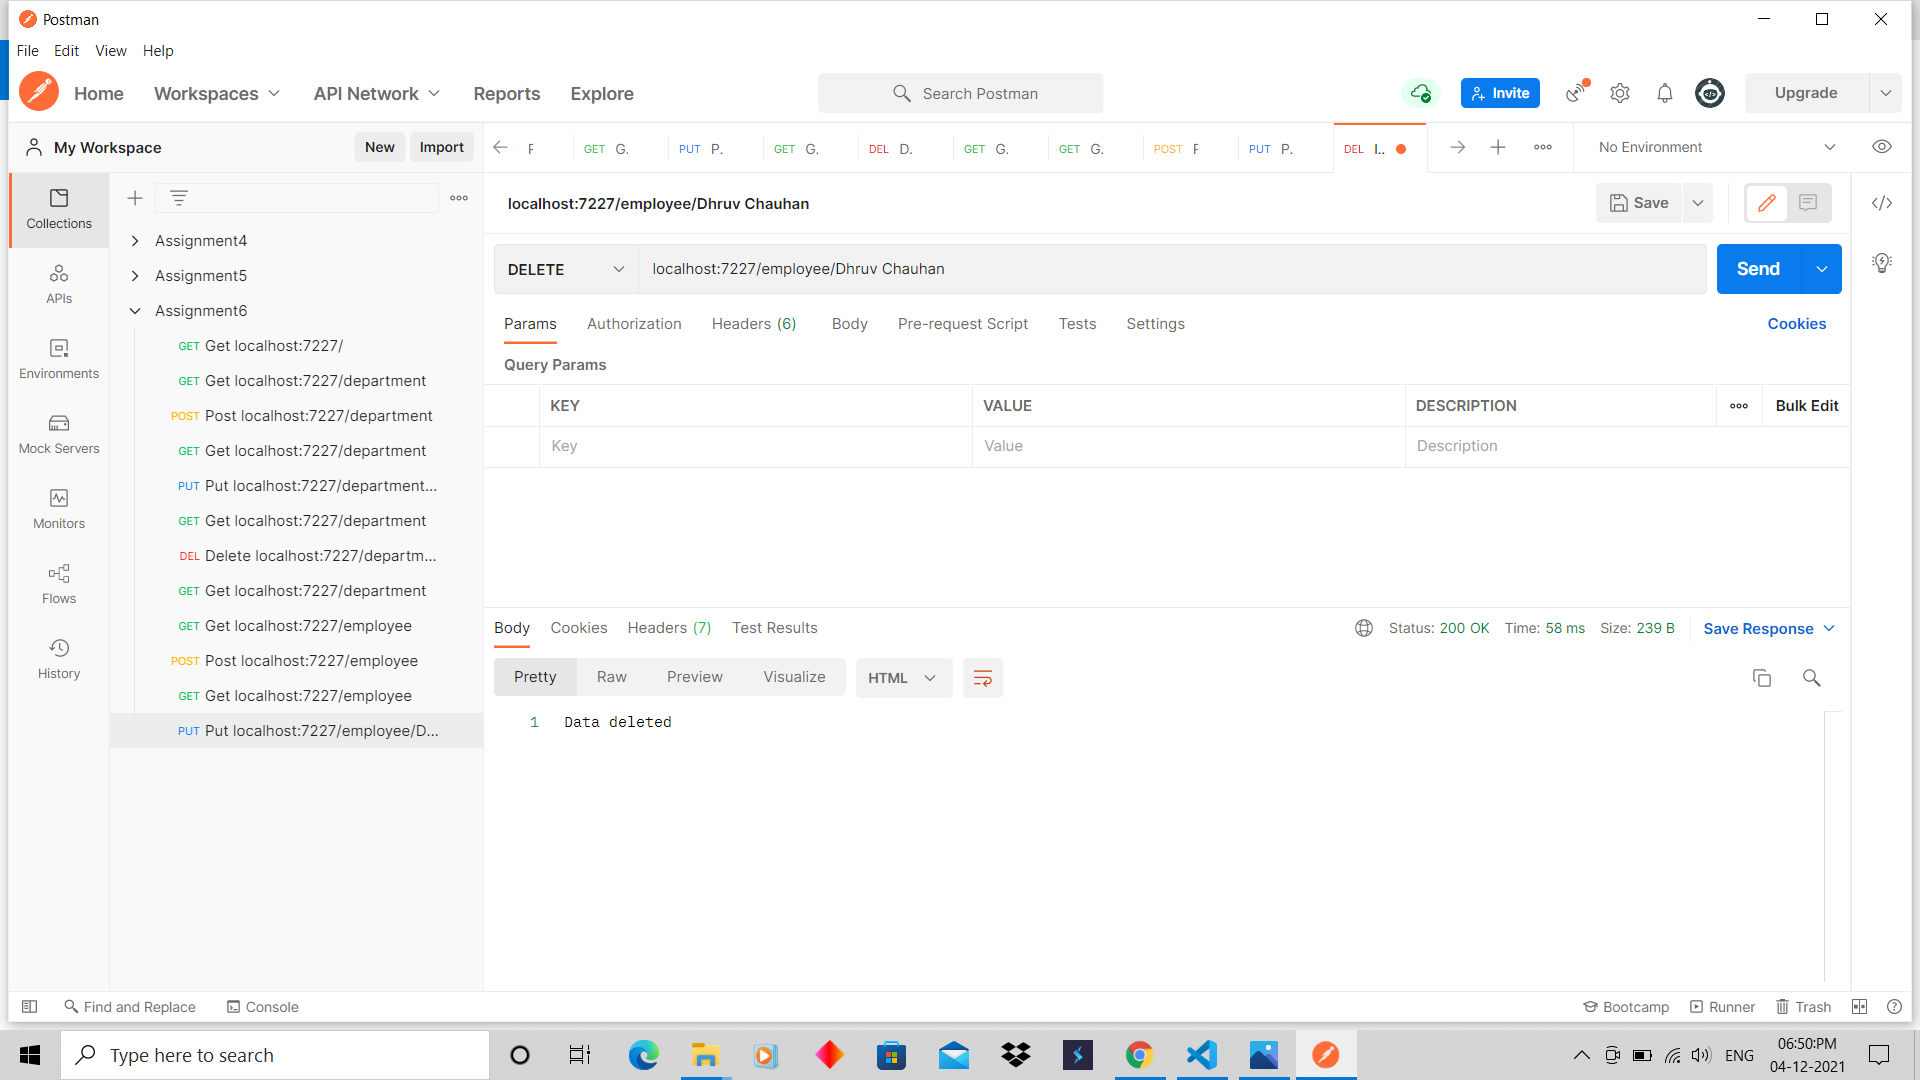 Postman
File Edit View Help
Home Workspaces API Network Reports Explore Search Postman Invite Upgrade
My Workspace New Import
GET G. PUT P. GET G. DEL D. GET G. GET G. POST PUT P. DEL No Environment
Collections
APIs
Environments
Mock Servers
Monitors
Flows
History
Assignment4
Assignment5
Assignment6
GET Get localhost:7227/
GET Get localhost:7227/department
POST Post localhost:7227/department
GET Get localhost:7227/department
PUT Put localhost:7227/department...
GET Get localhost:7227/department
DEL Delete localhost:7227/departm...
GET Get localhost:7227/department
GET Get localhost:7227/employee
POST Post localhost:7227/employee
GET Get localhost:7227/employee
PUT Put localhost:7227/employee/D...
localhost:7227/employee/Dhruv Chauhan Save
DELETE localhost:7227/employee/Dhruv Chauhan Send
Params Authorization Headers (6) Body Pre-request Script Tests Settings Cookies
Query Params
KEY VALUE DESCRIPTION Bulk Edit
Key Value Description
Body Cookies Headers (7) Test Results Status: 200 OK Time: 58 ms Size: 239 B Save Response
Pretty Raw Preview Visualize HTML
1 Data deleted
Find and Replace Console Bootcamp Runner Trash
Type here to search ENG 06:50:PM
04-12-2021